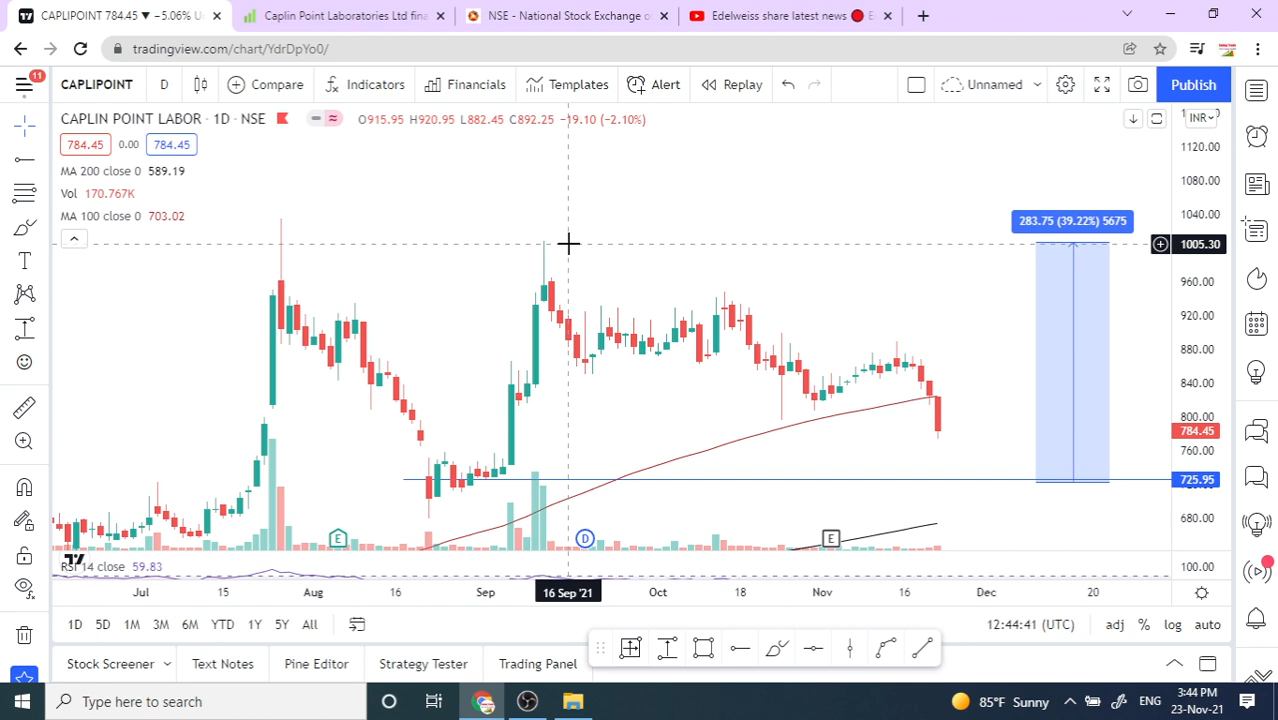 CAPLIPOINT 784.45 ▼ −5.06% U
Caplin Point Laboratories Ltd fina
NSE - National Stock Exchange o
Edelweiss share latest news 🔴 E
tradingview.com/chart/YdrDpYo0/
11
CAPLIPOINT
D
Compare
Indicators
Financials
Templates
Alert
Replay
Unnamed
Publish
CAPLIN POINT LABOR · 1D · NSE
O915.95 H920.95 L882.45 C892.25 −19.10 (−2.10%)
INR
784.45
0.00
784.45
MA 200 close 0 589.19
Vol 170.767K
MA 100 close 0 703.02
283.75 (39.22%) 5675
1120.00
1080.00
1040.00
1005.30
960.00
920.00
880.00
840.00
800.00
784.45
760.00
725.95
680.00
100.00
E
D
E
RSI 14 close 59.83
Jul
15
Aug
16
Sep
16 Sep '21
Oct
18
Nov
16
Dec
20
1D
5D
1M
3M
6M
YTD
1Y
5Y
All
12:44:41 (UTC)
adj
%
log
auto
Stock Screener
Text Notes
Pine Editor
Strategy Tester
Trading Panel
Type here to search
85°F Sunny
ENG
3:44 PM
23-Nov-21